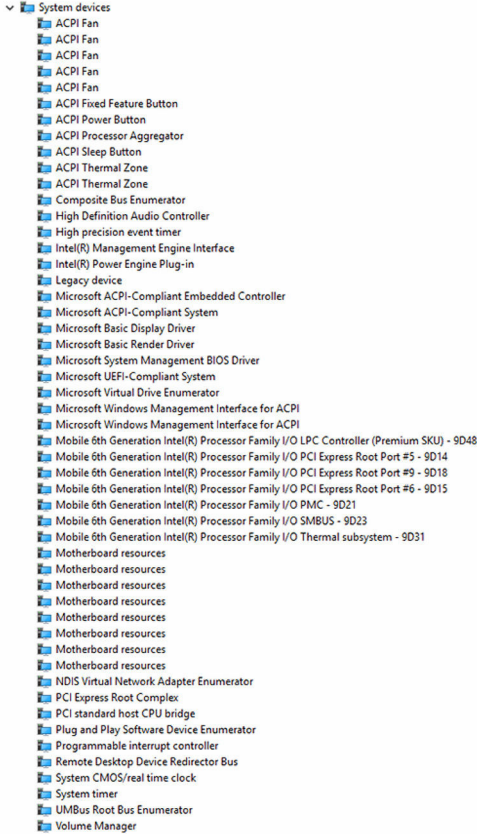 System devices
ACPI Fan
ACPI Fan
ACPI Fan
ACPI Fan
ACPI Fan
ACPI Fixed Feature Button
ACPI Power Button
ACPI Processor Aggregator
ACPI Sleep Button
ACPI Thermal Zone
ACPI Thermal Zone
Composite Bus Enumerator
High Definition Audio Controller
High precision event timer
Intel(R) Management Engine Interface
Intel(R) Power Engine Plug-in
Legacy device
Microsoft ACPI-Compliant Embedded Controller
Microsoft ACPI-Compliant System
Microsoft Basic Display Driver
Microsoft Basic Render Driver
Microsoft System Management BIOS Driver
Microsoft UEFI-Compliant System
Microsoft Virtual Drive Enumerator
Microsoft Windows Management Interface for ACPI
Microsoft Windows Management Interface for ACPI
Mobile 6th Generation Intel(R) Processor Family I/O LPC Controller (Premium SKU) - 9D48
Mobile 6th Generation Intel(R) Processor Family I/O PCI Express Root Port #5 - 9D14
Mobile 6th Generation Intel(R) Processor Family I/O PCI Express Root Port #9 - 9D18
Mobile 6th Generation Intel(R) Processor Family I/O PCI Express Root Port #6 - 9D15
Mobile 6th Generation Intel(R) Processor Family I/O PMC - 9D21
Mobile 6th Generation Intel(R) Processor Family I/O SMBUS - 9D23
Mobile 6th Generation Intel(R) Processor Family I/O Thermal subsystem - 9D31
Motherboard resources
Motherboard resources
Motherboard resources
Motherboard resources
Motherboard resources
Motherboard resources
Motherboard resources
Motherboard resources
NDIS Virtual Network Adapter Enumerator
PCI Express Root Complex
PCI standard host CPU bridge
Plug and Play Software Device Enumerator
Programmable interrupt controller
Remote Desktop Device Redirector Bus
System CMOS/real time clock
System timer
UMBus Root Bus Enumerator
Volume Manager